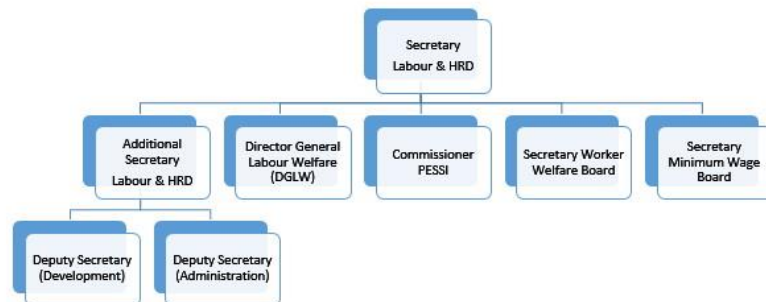 Secretary
Labour & HRD
Additional
Secretary
Labour & HRD
Director General
Labour Welfare
(DGLW)
Commissioner
PESSI
Secretary Worker
Welfare Board
Secretary
Minimum Wage
Board
Deputy Secretary
(Development)
Deputy Secretary
(Administration)